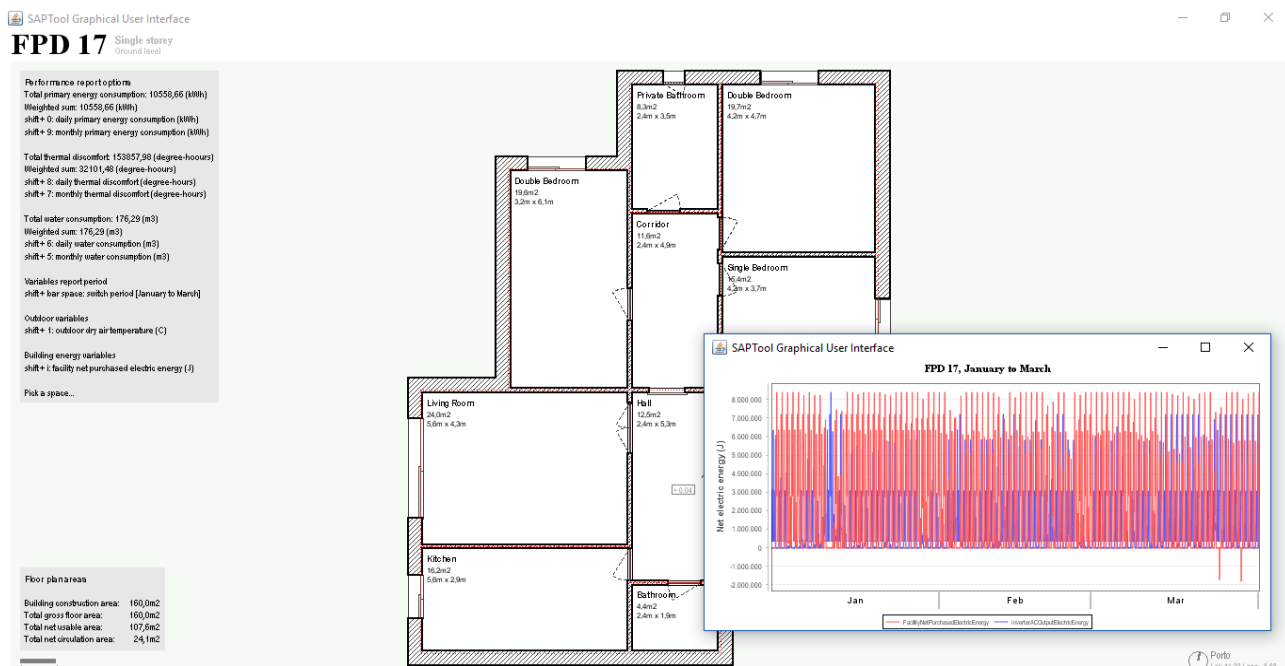 SAPTool Graphical User Interface
FPD 17 Single storey
Ground level
Performance report options
Total primary energy consumption: 10558,66 (kWh)
Weighted sum: 10558,66 (kWh)
shift+ 0: daily primary energy consumption (kWh)
shift+ 9: monthly primary energy consumption (kWh)
Total thermal discomfort: 153857,98 (degree-hoours)
Weighted sum: 32101,48 (degree-hoours)
shift+ 8: daily thermal discomfort (degree-hours)
shift+ 7: monthly thermal discomfort (degree-hours)
Total water consumption: 176,29 (m3)
Weighted sum: 176,29 (m3)
shift+ 6: daily water consumption (m3)
shift+ 5: monthly water consumption (m3)
Variables report period
shift+ bar space: switch period [January to March]
Outdoor variables
shift+ 1: outdoor dry air temperature (C)
Building energy variables
shift+ i: facility net purchased electric energy (J)
Pick a space...
Floor plan areas
Building construction area: 160,0m2
Total gross floor area: 160,0m2
Total net usable area: 107,6m2
Total net circulation area: 24,1m2
Private Bathroom
8,3m2
2,4m x 3,5m
Double Bedroom
19,7m2
4,2m x 4,7m
Double Bedroom
19,6m2
3,2m x 6,1m
Corridor
11,6m2
2,4m x 4,9m
Single Bedroom
15,4m2
4,2m x 3,7m
Living Room
24,0m2
5,6m x 4,3m
Hall
12,5m2
2,4m x 5,3m
+ 0,04
Kitchen
16,2m2
5,6m x 2,9m
Bathroom
4,4m2
2,4m x 1,9m
SAPTool Graphical User Interface
FPD 17, January to March
Net electric energy (J)
8.000.000
7.000.000
6.000.000
5.000.000
4.000.000
3.000.000
2.000.000
1.000.000
0
-1.000.000
-2.000.000
Jan Feb Mar
FacilityNetPurchasedElectricEnergy InverterACOutputElectricEnergy
Porto